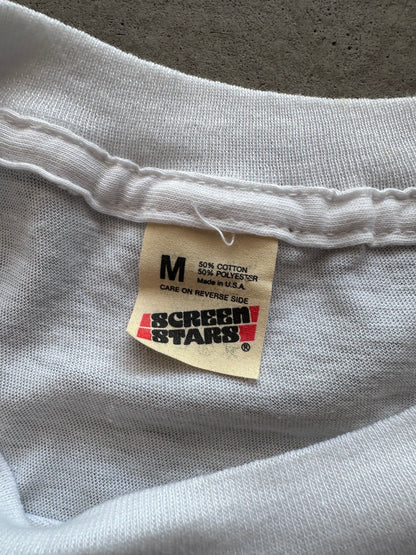 M
50% COTTON
50% POLYESTER
Made in U.S.A.
CARE ON REVERSE SIDE
SCREEN
STARS®